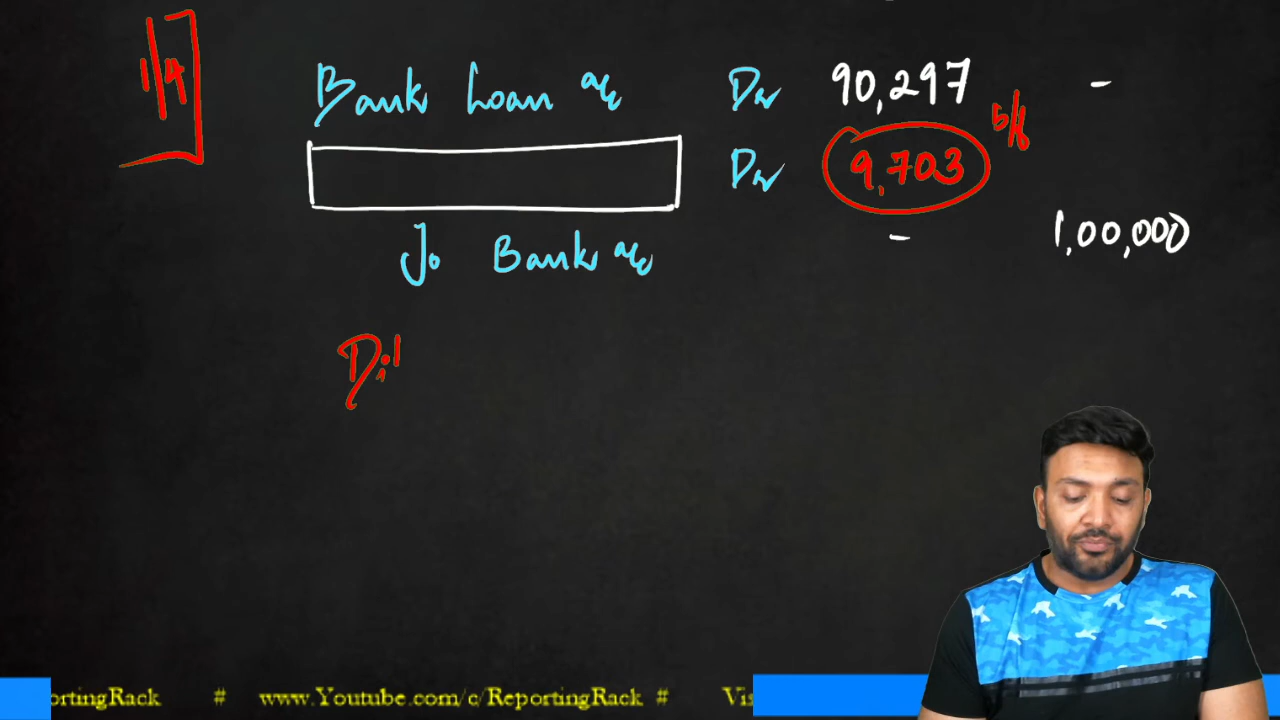 1/4
Bank Loan a/c Dr 90,297 -
Dr 9,703 b/f
To Bank a/c - 1,00,000
ortingRack # www.Youtube.com/c/ReportingRack # Vis